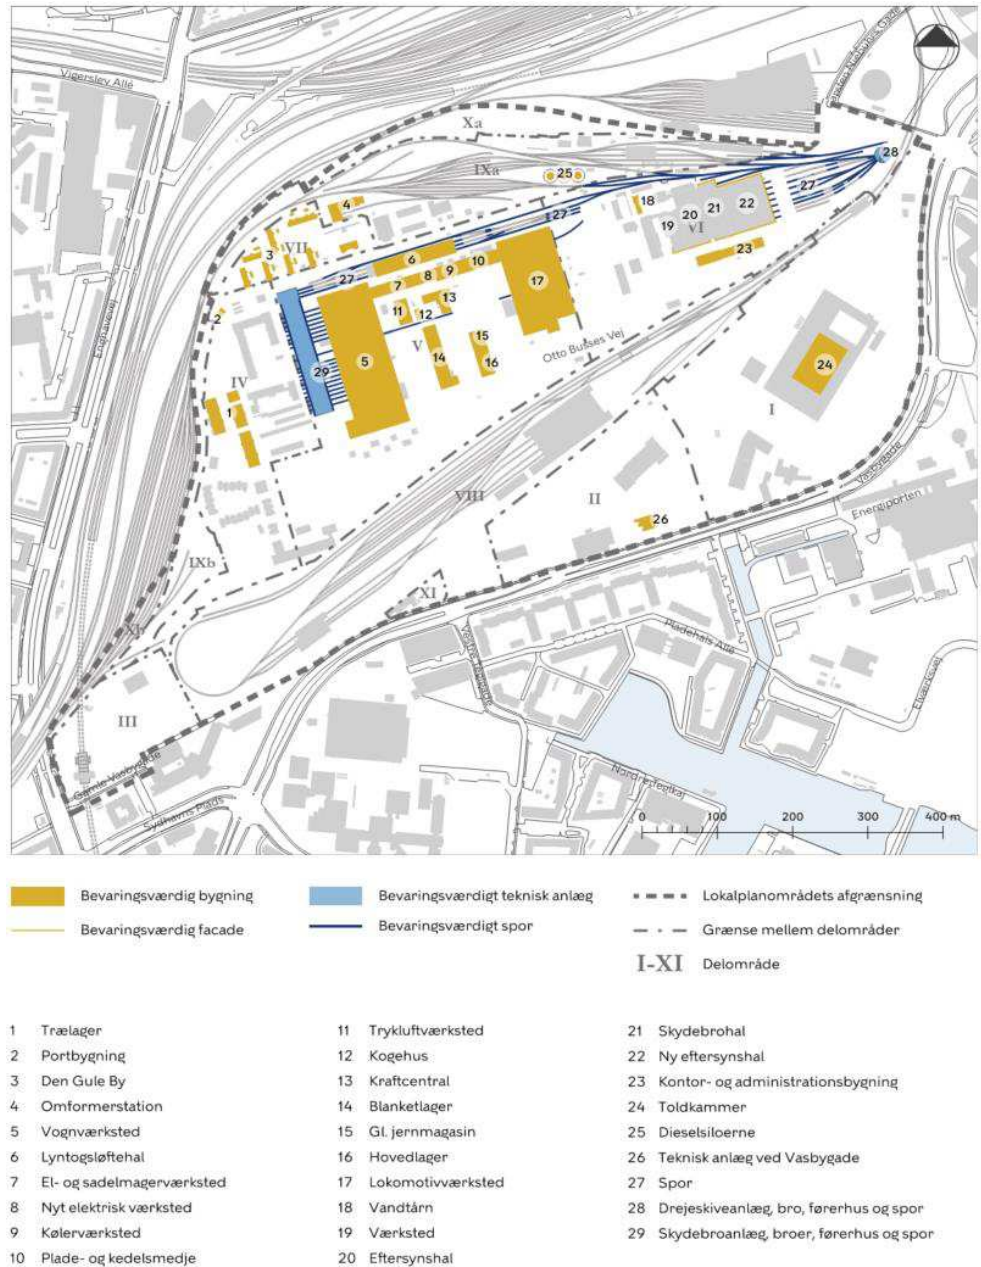 Kaptajn Nielsens Gade
Vigerslev Allé
Enghavevej
Xa
IXa
28
25
27
4
18
22
21
20
19
VI
27
3
VII
6
10
9
8
7
23
27
17
2
13
12
11
V
15
Otto Busses Vej
5
14
16
29
24
IV
1
I
Vasbygade
VIII
II
Energiporten
26
IXb
XI
Xb
Pladehals Allé
Vestre Teglgade
Elværksvej
III
Gamle Vasbygade
Sydhavns Plads
Nordre Teglkaj
0 100 200 300 400 m
Bevaringsværdig bygning
Bevaringsværdig facade
Bevaringsværdigt teknisk anlæg
Bevaringsværdigt spor
Lokalplanområdets afgrænsning
Grænse mellem delområder
I-XI Delområde
1 Trælager
2 Portbygning
3 Den Gule By
4 Omformerstation
5 Vognværksted
6 Lyntogsløftehal
7 El- og sadelmagerværksted
8 Nyt elektrisk værksted
9 Kølerværksted
10 Plade- og kedelsmedje
11 Trykluftværksted
12 Kogehus
13 Kraftcentral
14 Blanketlager
15 Gl. jernmagasin
16 Hovedlager
17 Lokomotivværksted
18 Vandtårn
19 Værksted
20 Eftersynshal
21 Skydebrohal
22 Ny eftersynshal
23 Kontor- og administrationsbygning
24 Toldkammer
25 Dieselsiloerne
26 Teknisk anlæg ved Vasbygade
27 Spor
28 Drejeskiveanlæg, bro, førerhus og spor
29 Skydebroanlæg, broer, førerhus og spor